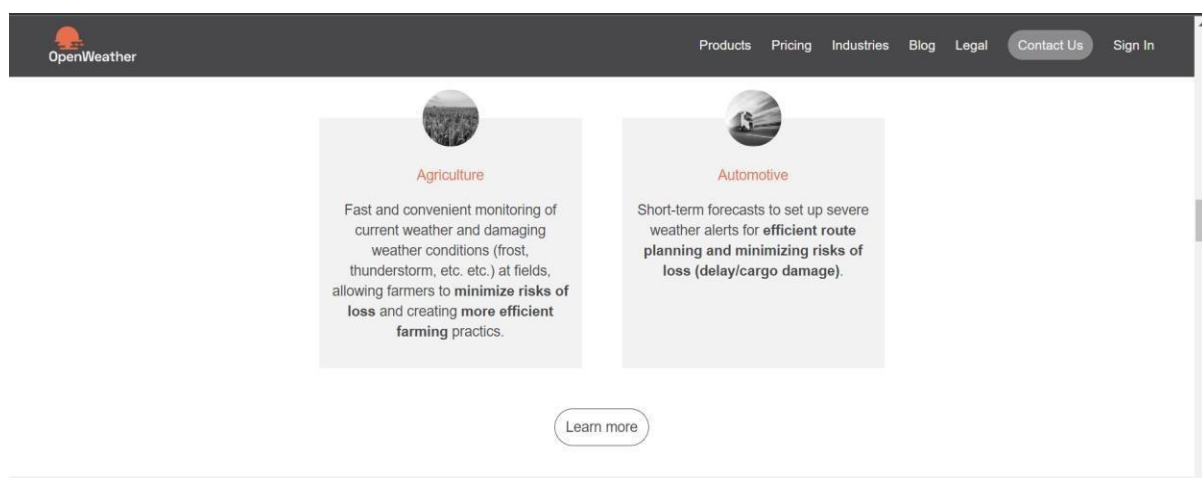 OpenWeather
Products Pricing Industries Blog Legal Contact Us Sign In
Agriculture
Fast and convenient monitoring of
current weather and damaging
weather conditions (frost,
thunderstorm, etc. etc.) at fields,
allowing farmers to minimize risks of
loss and creating more efficient
farming practics.
Automotive
Short-term forecasts to set up severe
weather alerts for efficient route
planning and minimizing risks of
loss (delay/cargo damage).
Learn more